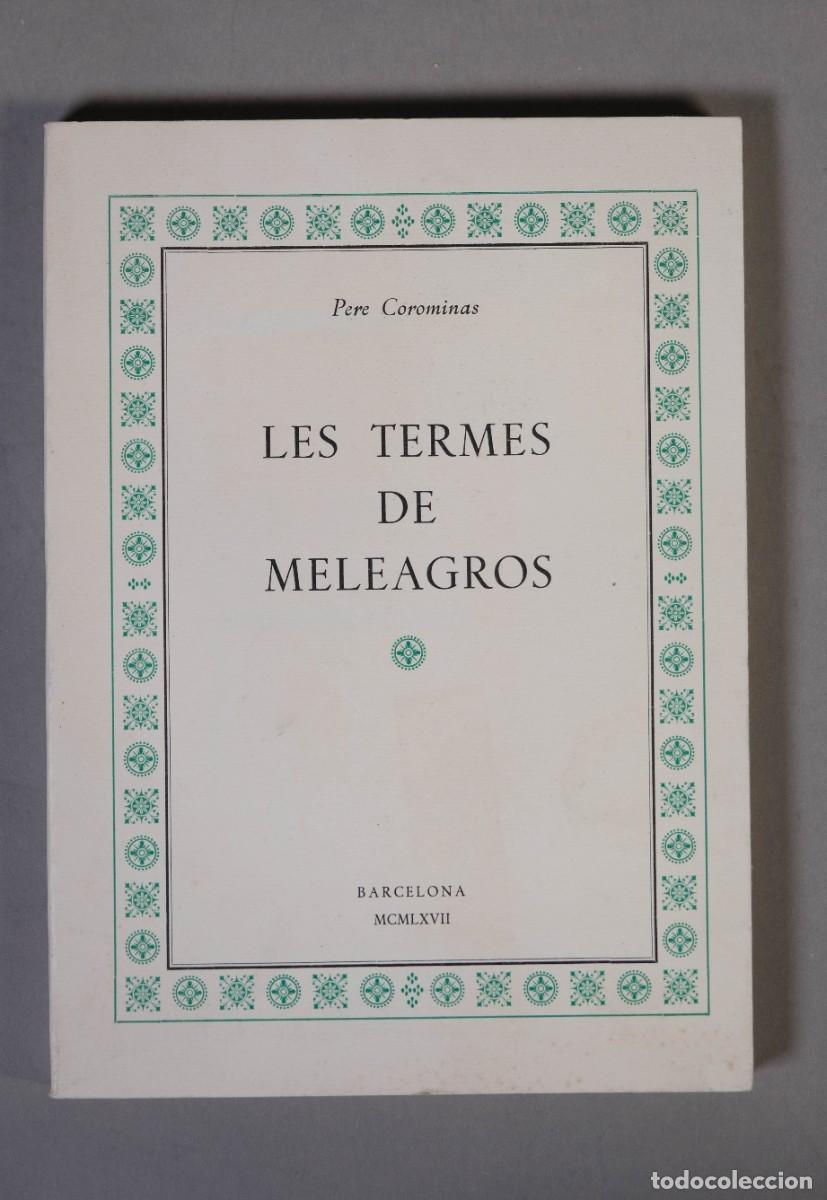 Pere Corominas
LES TERMES
DE
MELEAGROS
BARCELONA
MCMLXVII
todocoleccion